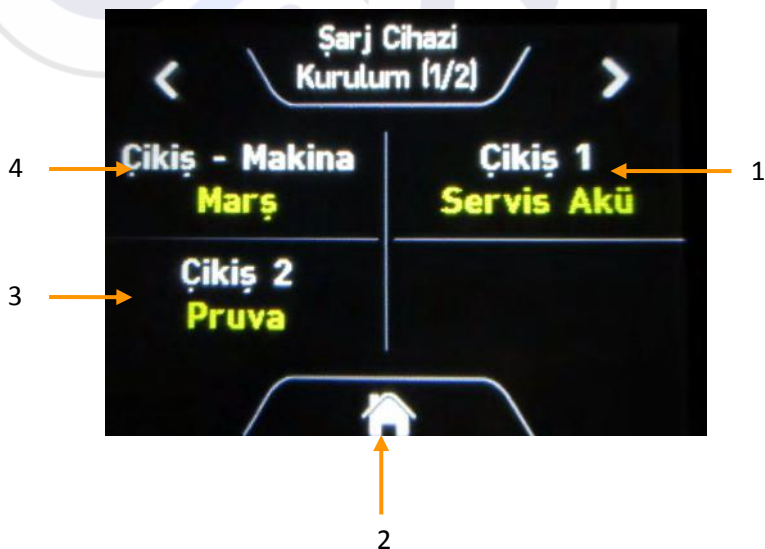 Şarj Cihazi
Kurulum (1/2)
Çikiş - Makina
Marş
Çikiş 1
Servis Akü
Çikiş 2
Pruva
4
1
3
2